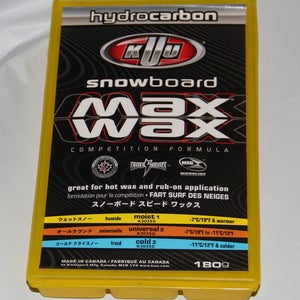 hydrocarbon
KUU
snowboard
max
wax
COMPETITION FORMULA
great for hot wax and rub-on application
formulation pour la compétition • FART SURF DES NEIGES
スノーボード スピード ワックス
ウェットスノー humide moist 1 -7°C/19°F & warmer
オールラウンド universelle universal 2 -7°C/19°F to -11°C/12°F
コールド ドライスノー froid cold 3 -11°C/12°F & colder
MADE IN CANADA / FABRIQUÉ AU CANADA
180g